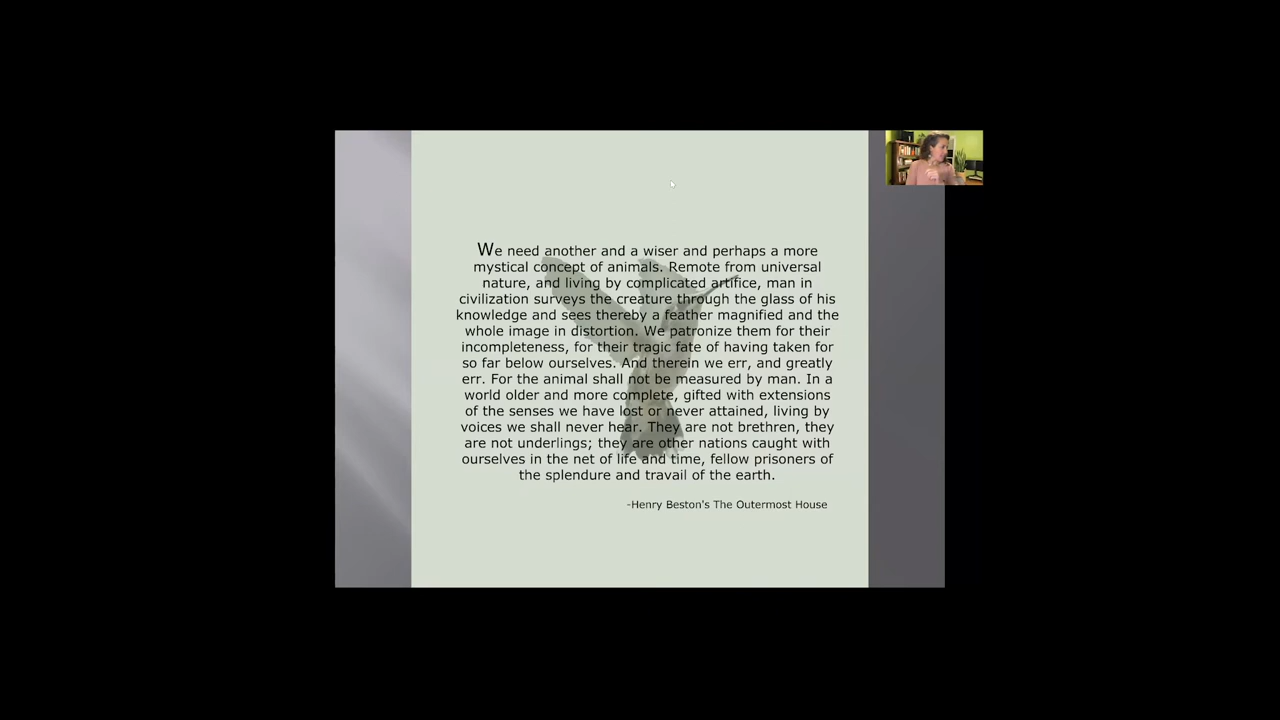 We need another and a wiser and perhaps a more
mystical concept of animals. Remote from universal
nature, and living by complicated artifice, man in
civilization surveys the creature through the glass of his
knowledge and sees thereby a feather magnified and the
whole image in distortion. We patronize them for their
incompleteness, for their tragic fate of having taken for
so far below ourselves. And therein we err, and greatly
err. For the animal shall not be measured by man. In a
world older and more complete, gifted with extensions
of the senses we have lost or never attained, living by
voices we shall never hear. They are not brethren, they
are not underlings; they are other nations caught with
ourselves in the net of life and time, fellow prisoners of
the splendure and travail of the earth.
-Henry Beston's The Outermost House